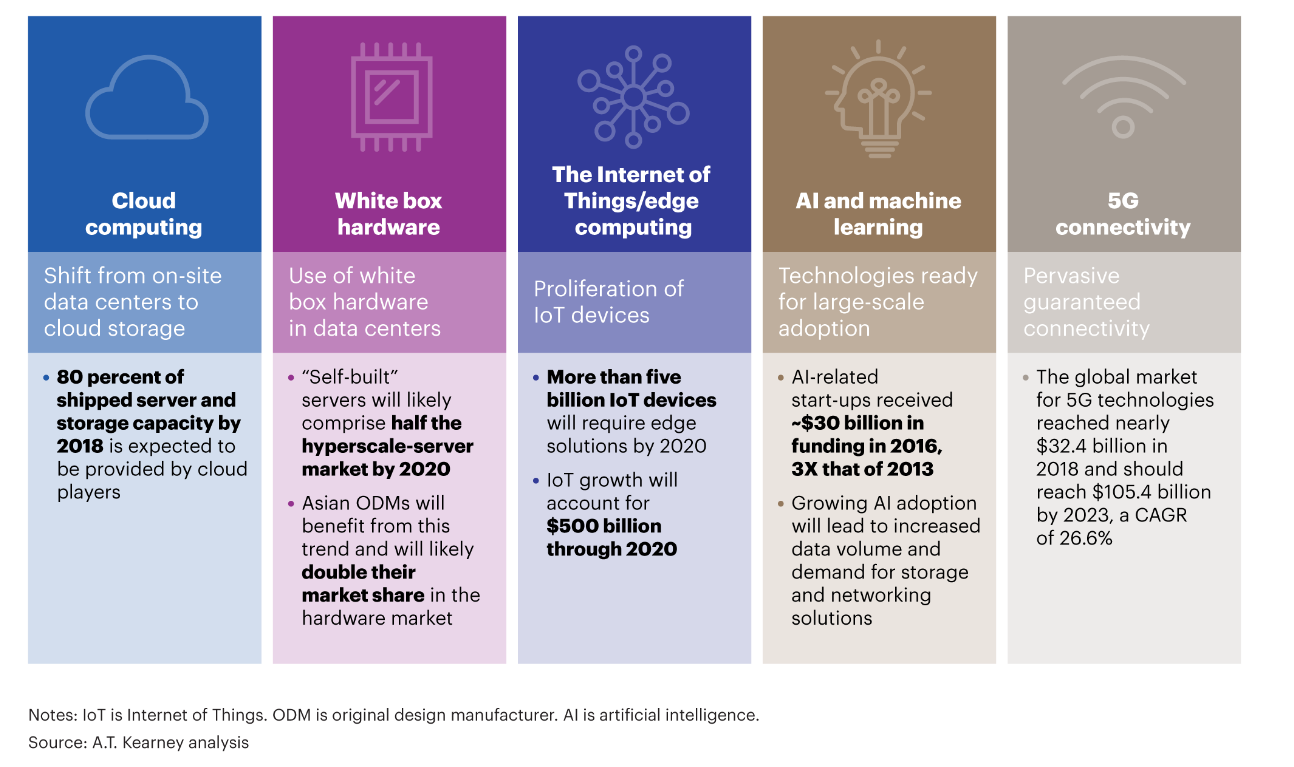 Cloud
computing
Shift from on-site
data centers to
cloud storage
• 80 percent of
shipped server and
storage capacity by
2018 is expected to
be provided by cloud
players
White box
hardware
Use of white
box hardware
in data centers
• “Self-built”
servers will likely
comprise half the
hyperscale-server
market by 2020
• Asian ODMs will
benefit from this
trend and will likely
double their
market share in the
hardware market
The Internet of
Things/edge
computing
Proliferation of
IoT devices
• More than five
billion IoT devices
will require edge
solutions by 2020
• IoT growth will
account for
$500 billion
through 2020
AI and machine
learning
Technologies ready
for large-scale
adoption
• AI-related
start-ups received
~$30 billion in
funding in 2016,
3X that of 2013
• Growing AI adoption
will lead to increased
data volume and
demand for storage
and networking
solutions
5G
connectivity
Pervasive
guaranteed
connectivity
• The global market
for 5G technologies
reached nearly
$32.4 billion in
2018 and should
reach $105.4 billion
by 2023, a CAGR
of 26.6%
Notes: IoT is Internet of Things. ODM is original design manufacturer. AI is artificial intelligence.
Source: A.T. Kearney analysis